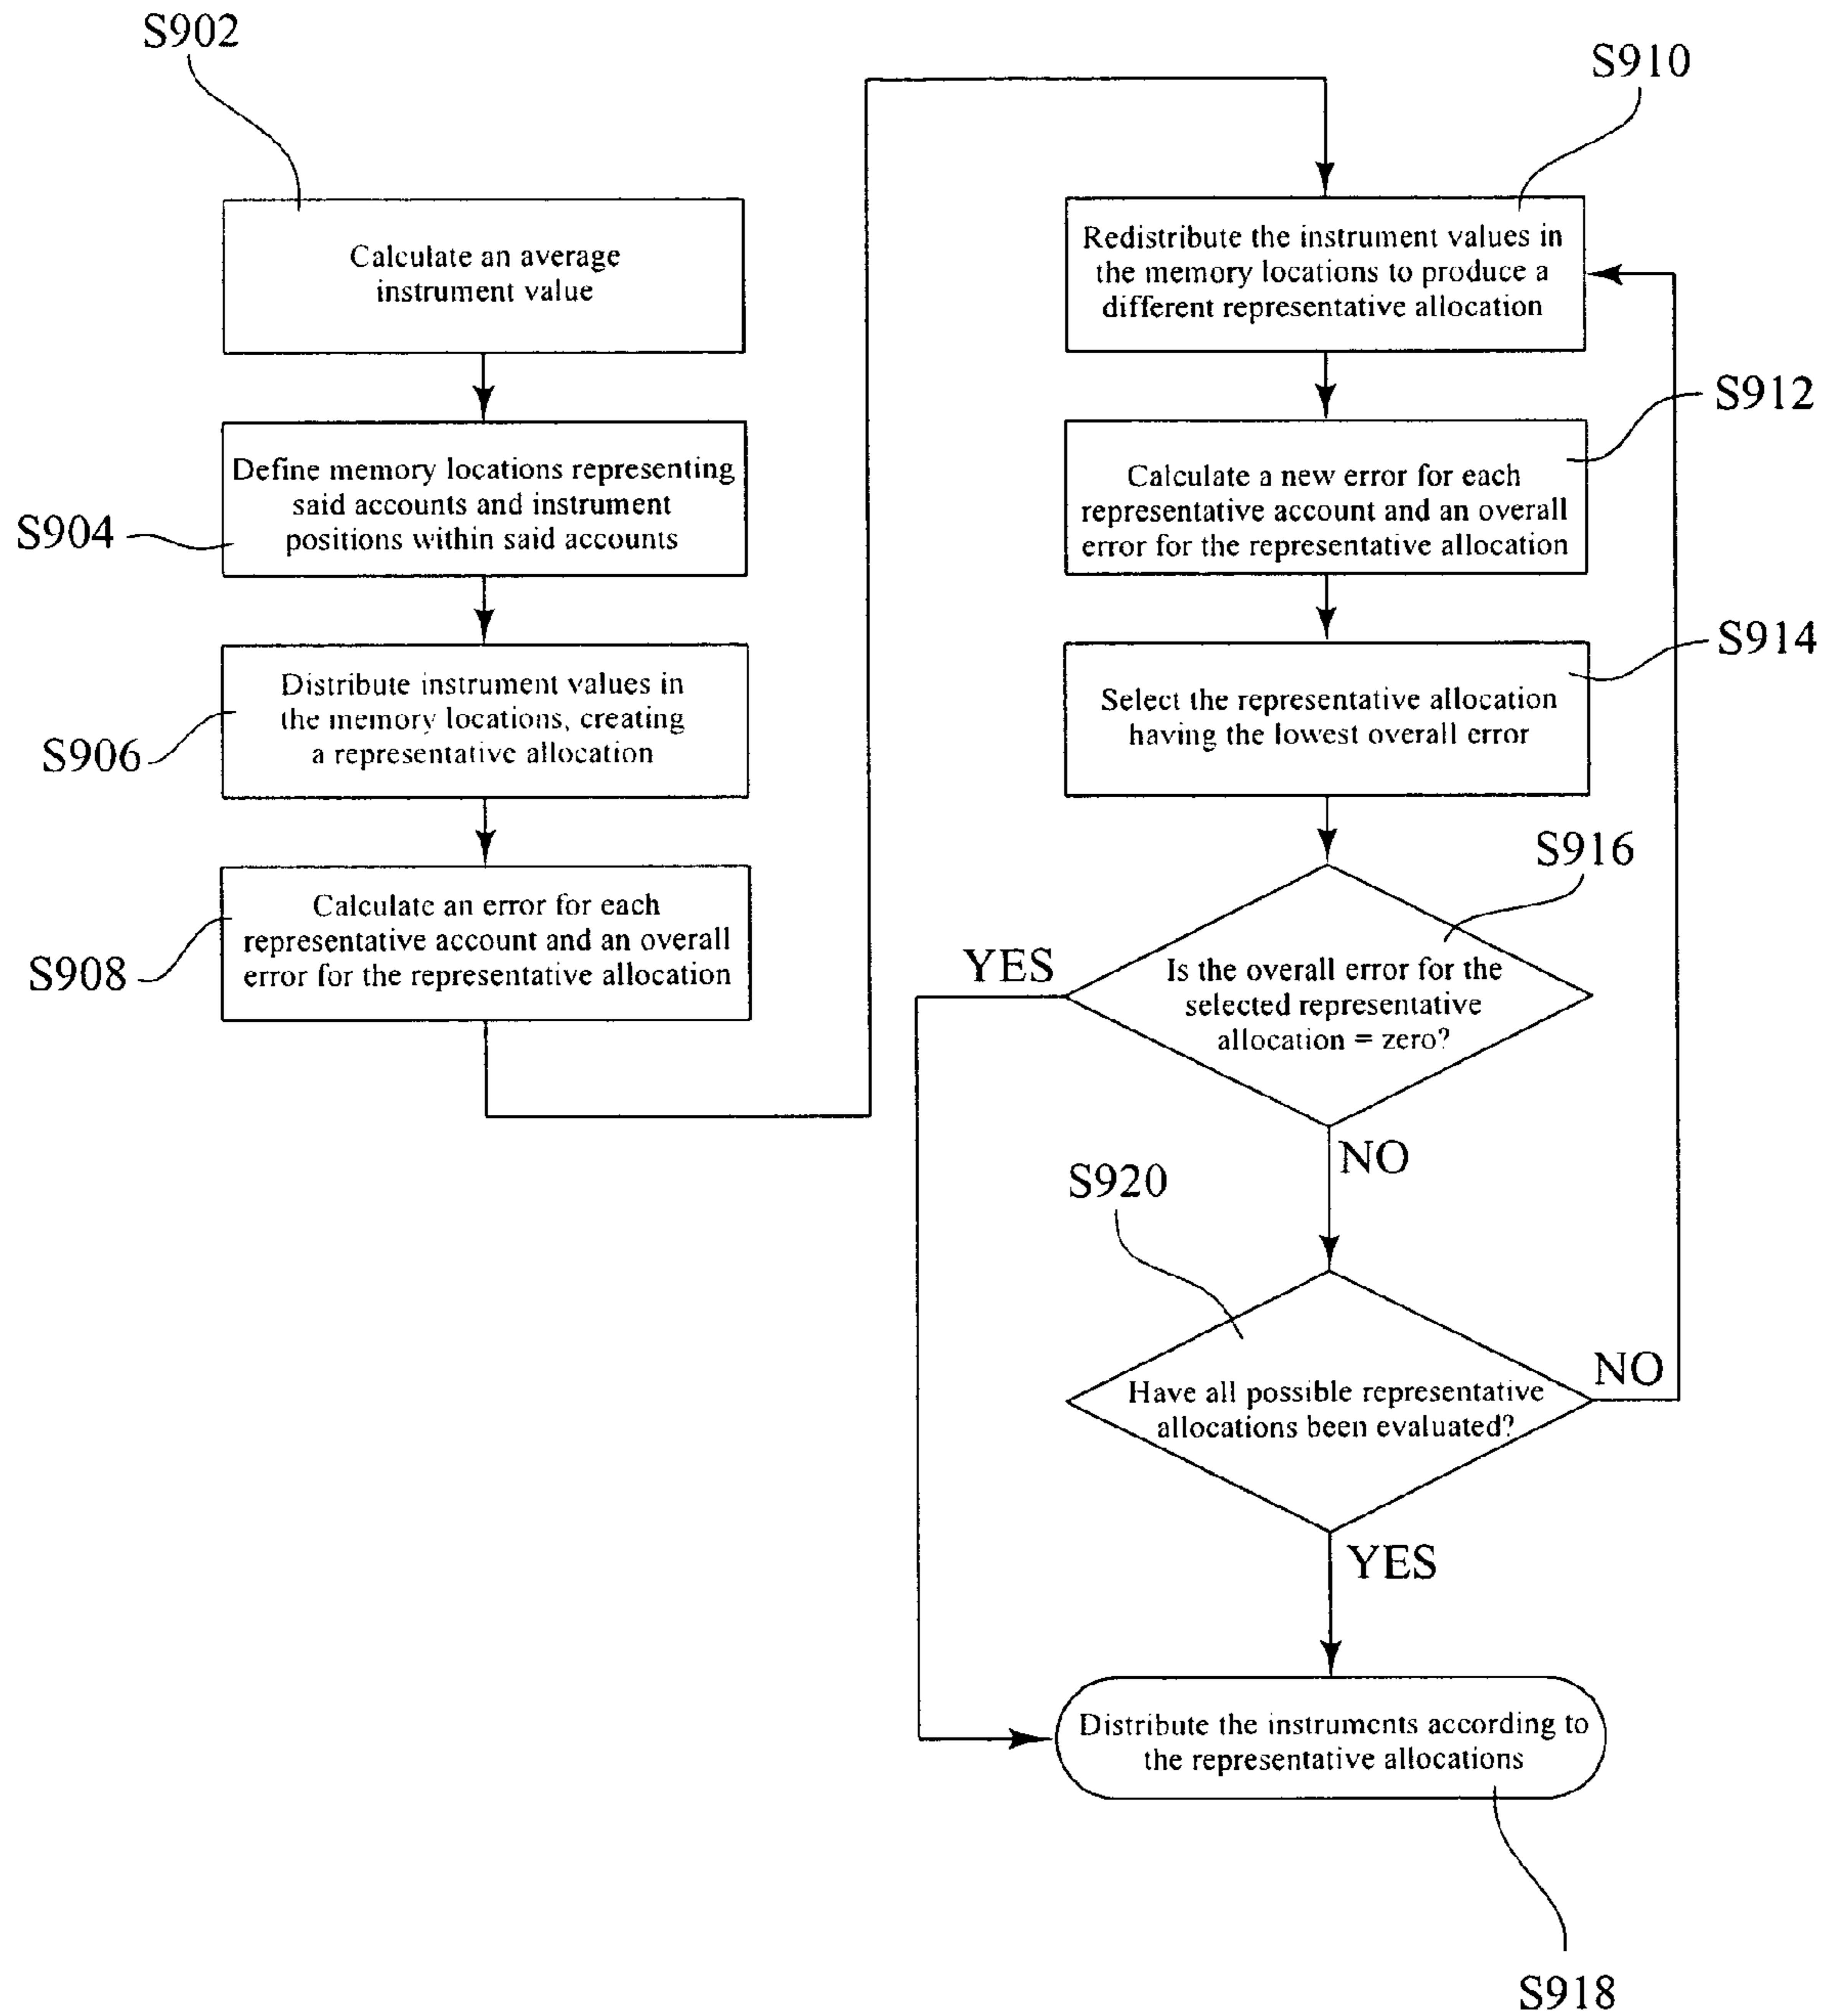 S902
Calculate an average
instrument value
S904
Define memory locations representing
said accounts and instrument
positions within said accounts
S906
Distribute instrument values in
the memory locations, creating
a representative allocation
S908
Calculate an error for each
representative account and an overall
error for the representative allocation
S910
Redistribute the instrument values in
the memory locations to produce a
different representative allocation
S912
Calculate a new error for each
representative account and an overall
error for the representative allocation
S914
Select the representative allocation
having the lowest overall error
S916
YES
Is the overall error for the
selected representative
allocation = zero?
NO
S920
Have all possible representative
allocations been evaluated?
NO
YES
Distribute the instruments according to
the representative allocations
S918